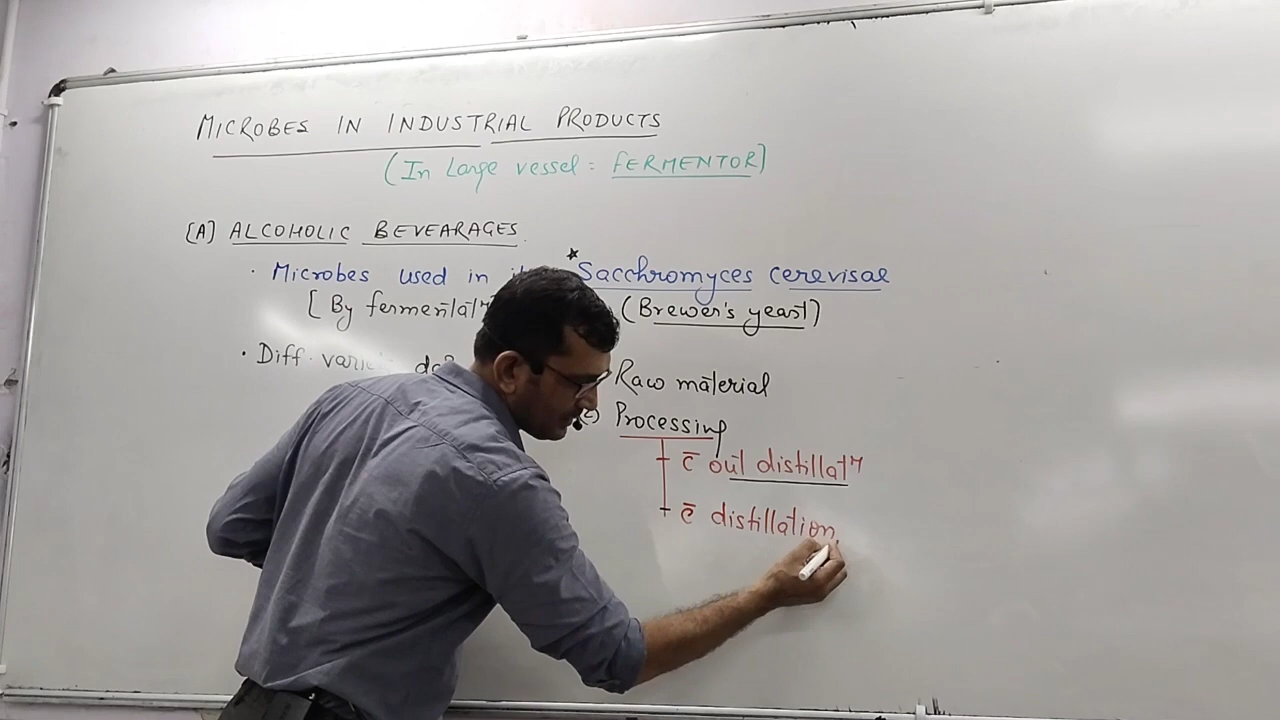 MICROBES IN INDUSTRIAL PRODUCTS
(In Large vessel : FERMENTOR)
[A] ALCOHOLIC BEVEARAGES.
· Microbes used in *Sacchromyces cerevisae
[By fermentatⁿ (Brewer's yeast)
· Diff. Raw material
Processing
c̄ out distillatⁿ
c̄ distillation